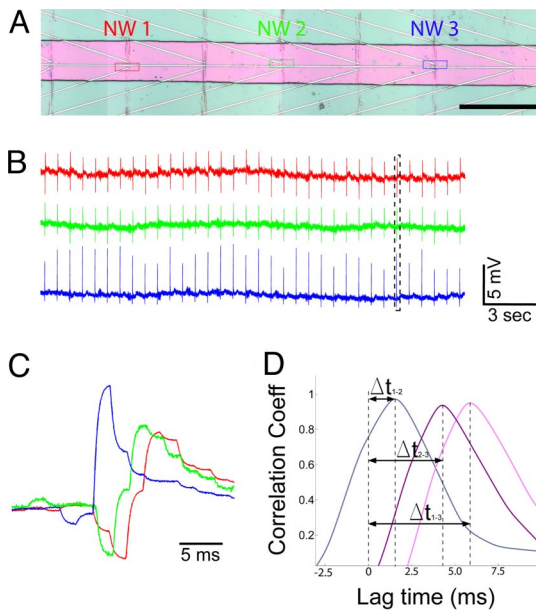 A
NW 1 NW 2 NW 3
B
5 mV
3 sec
C
5 ms
D
Correlation Coeff
1
0.8
0.6
0.4
0.2
Δt1-2
Δt2-3
Δt1-3
-2.5 0 2.5 5.0 7.5
Lag time (ms)